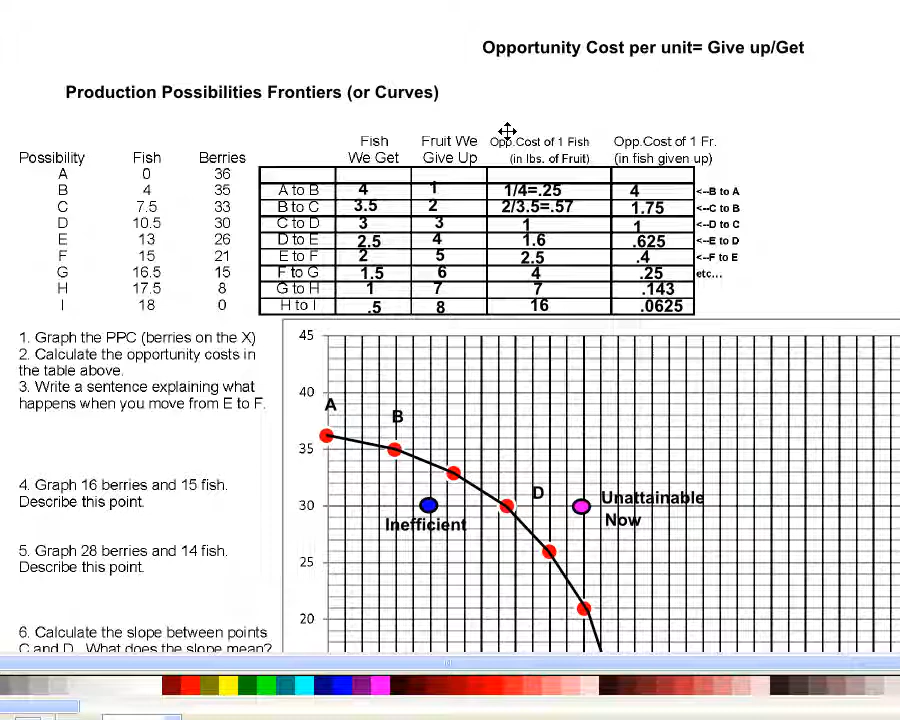 Opportunity Cost per unit= Give up/Get
Production Possibilities Frontiers (or Curves)
Fish Fruit We Opp.Cost of 1 Fish Opp.Cost of 1 Fr.
Possibility Fish Berries We Get Give Up (in lbs. of Fruit) (in fish given up)
A 0 36
B 4 35 A to B 4 1 1/4=.25 4 <--B to A
C 7.5 33 B to C 3.5 2 2/3.5=.57 1.75 <--C to B
D 10.5 30 C to D 3 3 1 1 <--D to C
E 13 26 D to E 2.5 4 1.6 .625 <--E to D
F 15 21 E to F 2 5 2.5 .4 <--F to E
G 16.5 15 F to G 1.5 6 4 .25 etc...
H 17.5 8 G to H 1 7 7 .143
I 18 0 H to I .5 8 16 .0625
1. Graph the PPC (berries on the X)
2. Calculate the opportunity costs in
the table above.
3. Write a sentence explaining what
happens when you move from E to F.
4. Graph 16 berries and 15 fish.
Describe this point.
5. Graph 28 berries and 14 fish.
Describe this point.
6. Calculate the slope between points
C and D. What does the slope mean?
45
40
A
B
35
D
Unattainable
30
Now
Inefficient
25
20